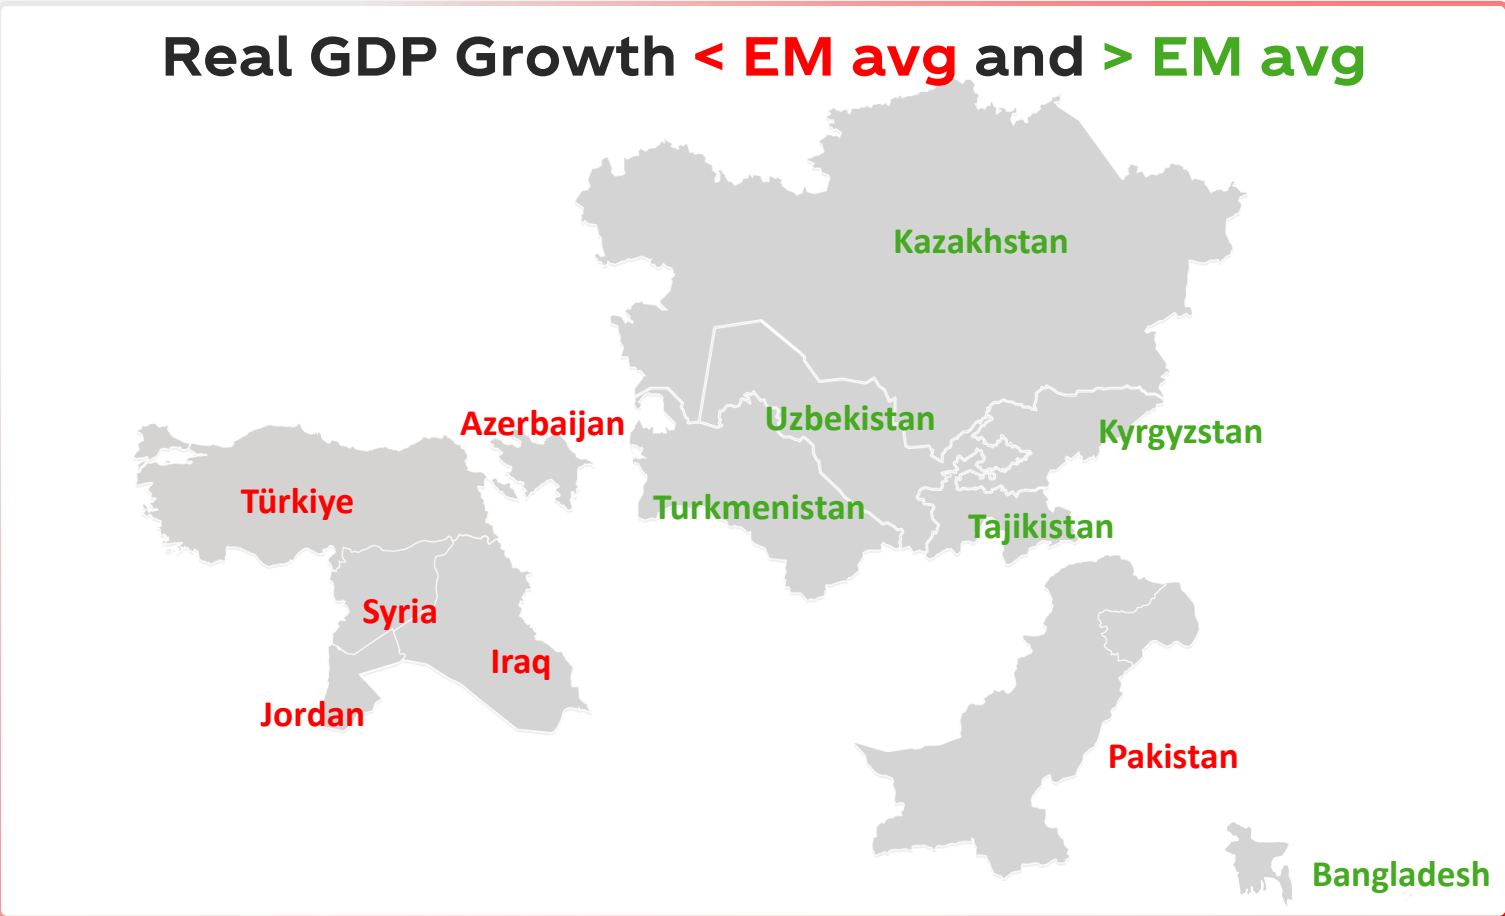 Real GDP Growth < EM avg and > EM avg
Kazakhstan
Azerbaijan
Uzbekistan
Kyrgyzstan
Türkiye
Turkmenistan
Tajikistan
Syria
Iraq
Jordan
Pakistan
Bangladesh